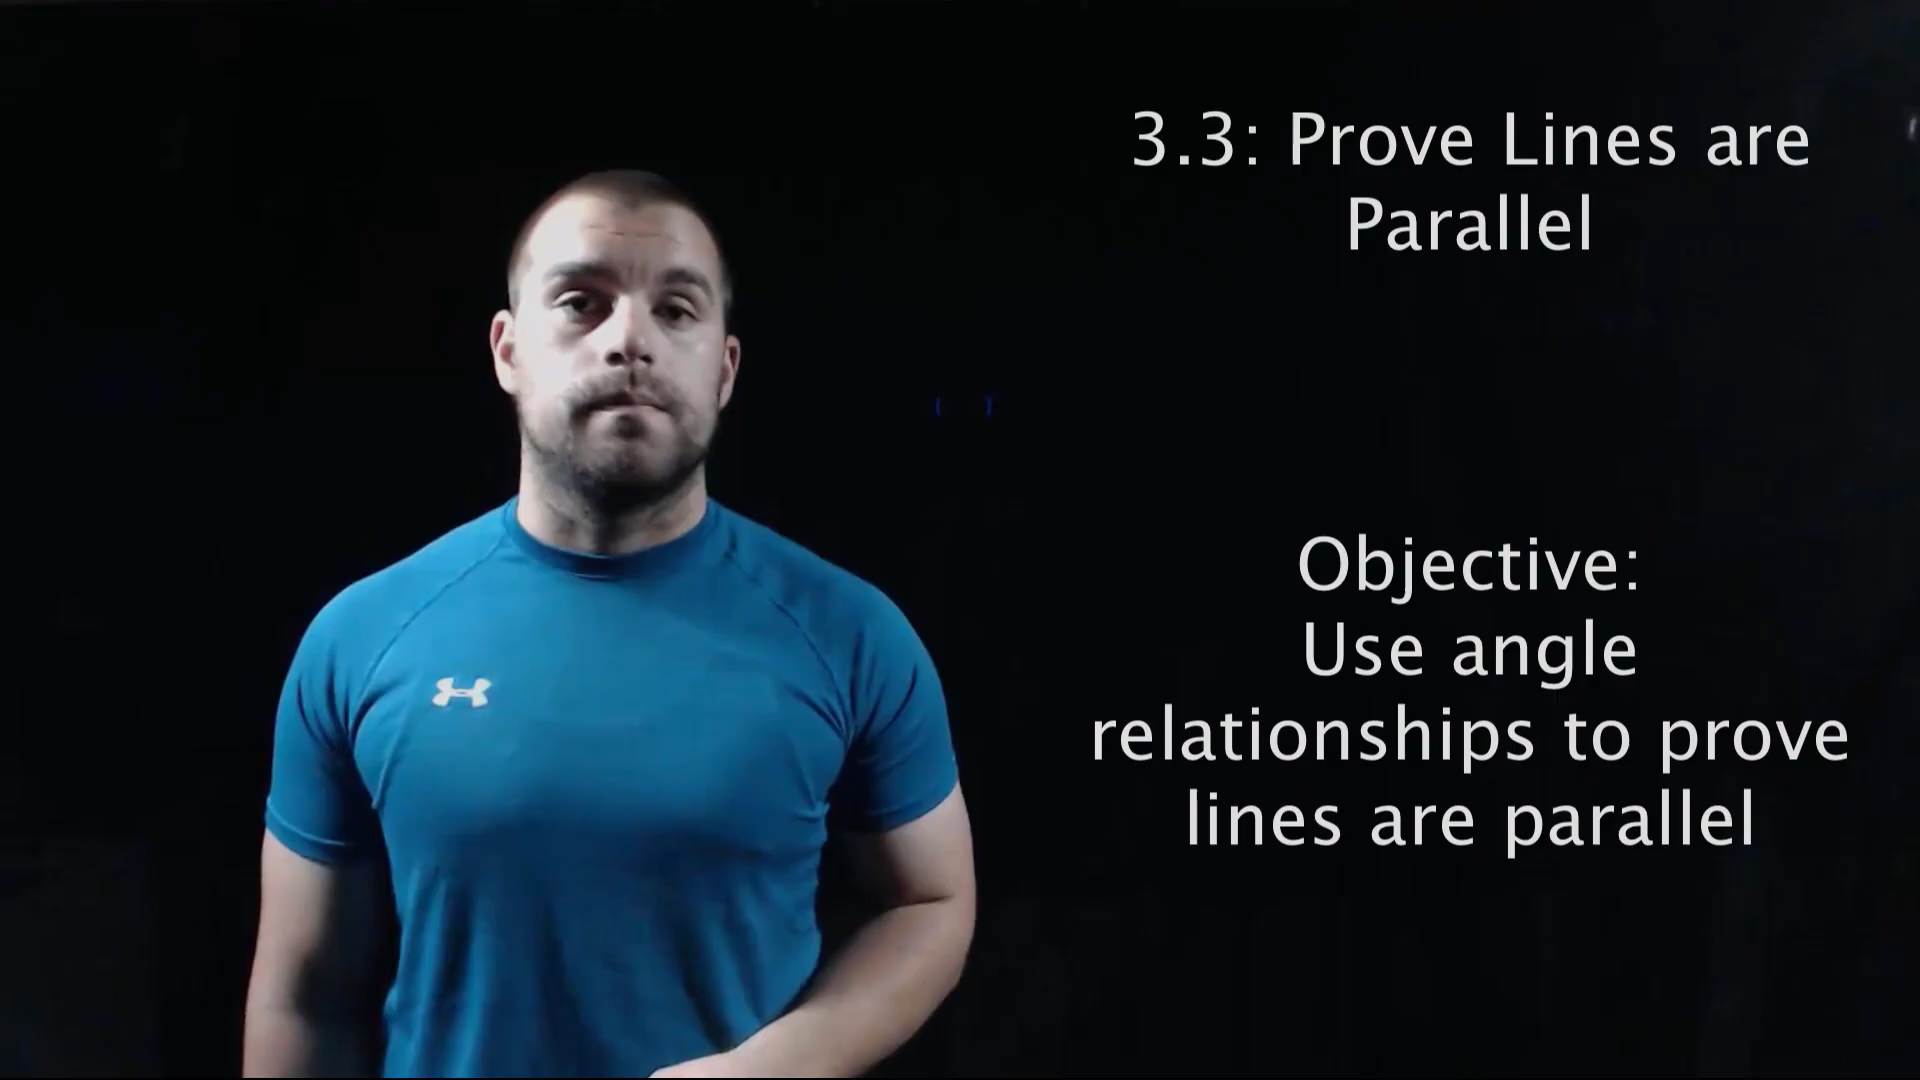 3.3: Prove Lines are
Parallel
Objective:
Use angle
relationships to prove
lines are parallel